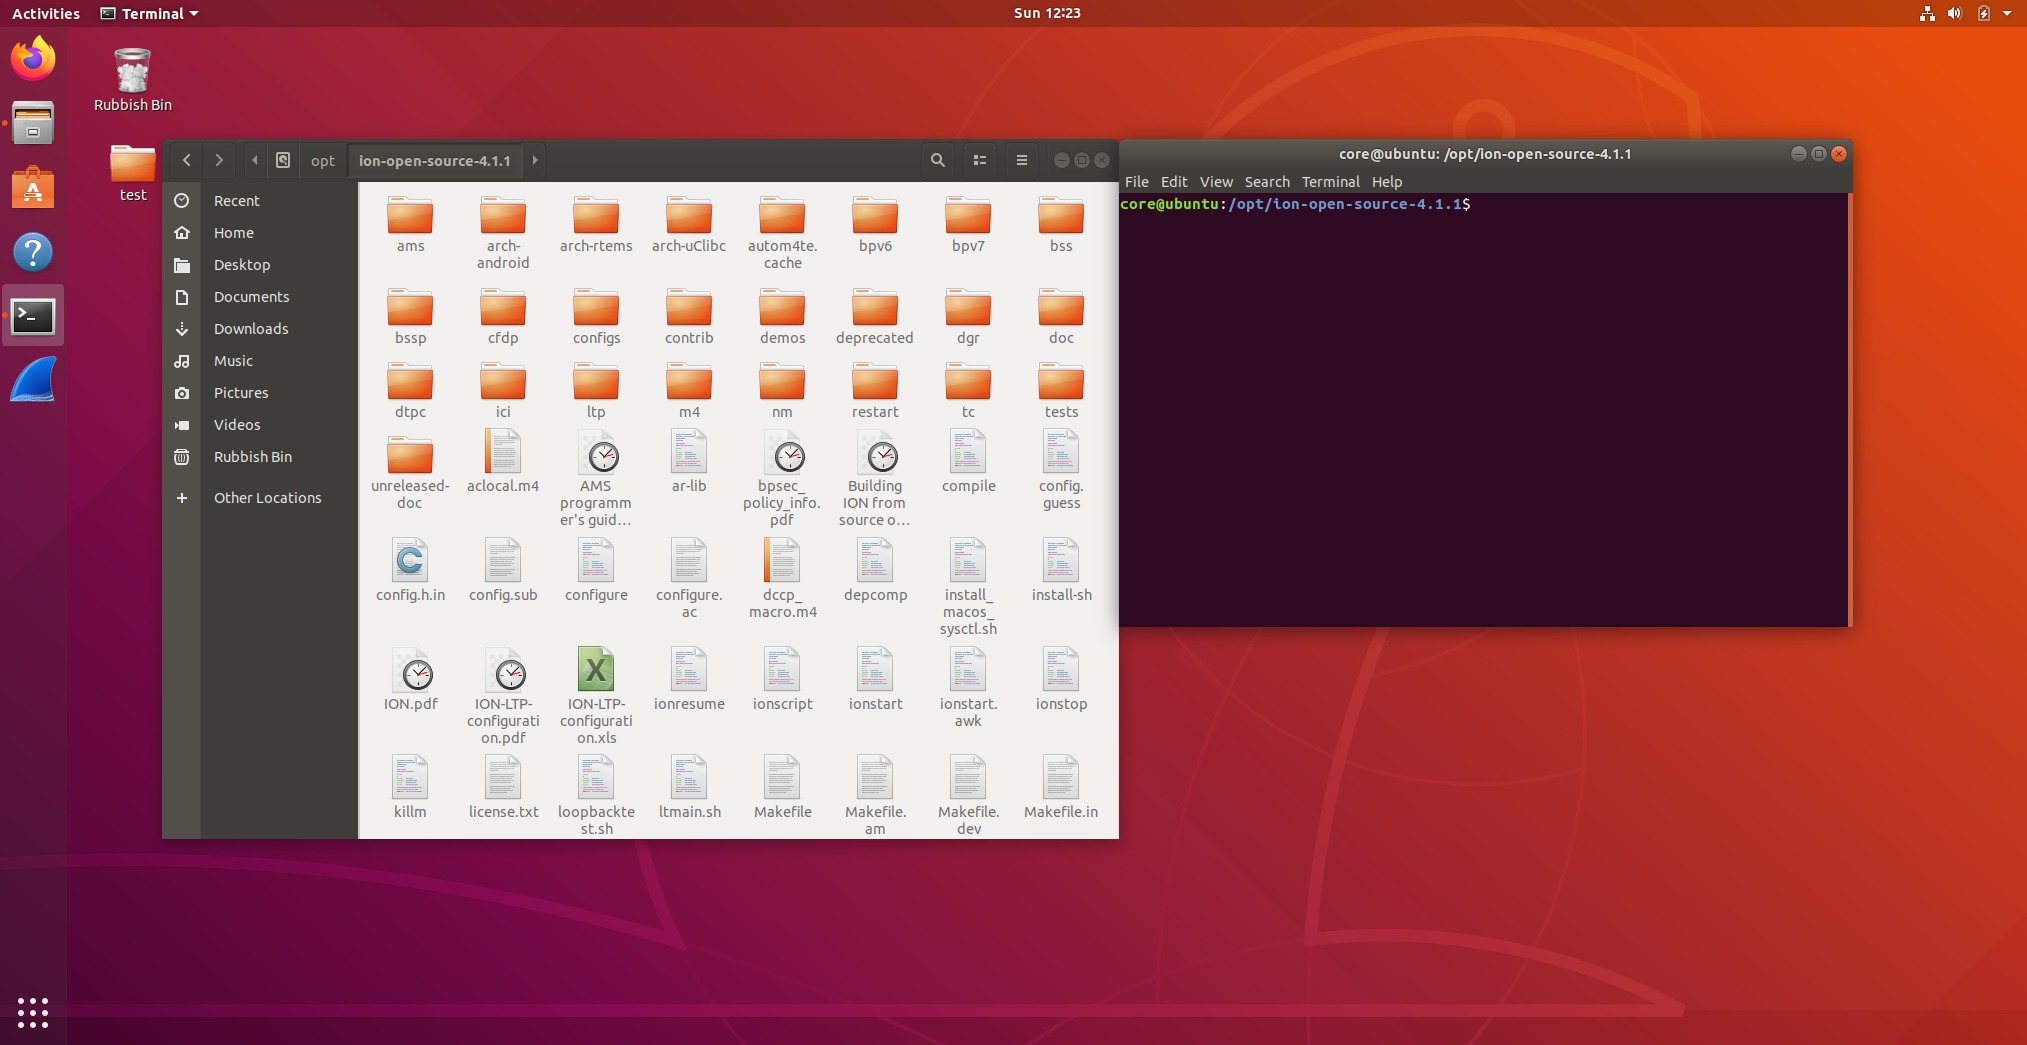 Activities Terminal Sun 12:23
Rubbish Bin
test
opt ion-open-source-4.1.1
Recent
Home
Desktop
Documents
Downloads
Music
Pictures
Videos
Rubbish Bin
Other Locations
ams arch-android arch-rtems arch-uClibc autom4te.cache bpv6 bpv7 bss
bssp cfdp configs contrib demos deprecated dgr doc
dtpc ici ltp m4 nm restart tc tests
unreleased-doc aclocal.m4 AMS programmer's guid... ar-lib bpsec_policy_info.pdf Building ION from source o... compile config.guess
config.h.in config.sub configure configure.ac dccp_macro.m4 depcomp install_macos_sysctl.sh install-sh
ION.pdf ION-LTP-configuration.pdf ION-LTP-configuration.xls ionresume ionscript ionstart ionstart.awk ionstop
killm license.txt loopbacktest.sh ltmain.sh Makefile Makefile.am Makefile.dev Makefile.in
core@ubuntu: /opt/ion-open-source-4.1.1
File Edit View Search Terminal Help
core@ubuntu:/opt/ion-open-source-4.1.1$